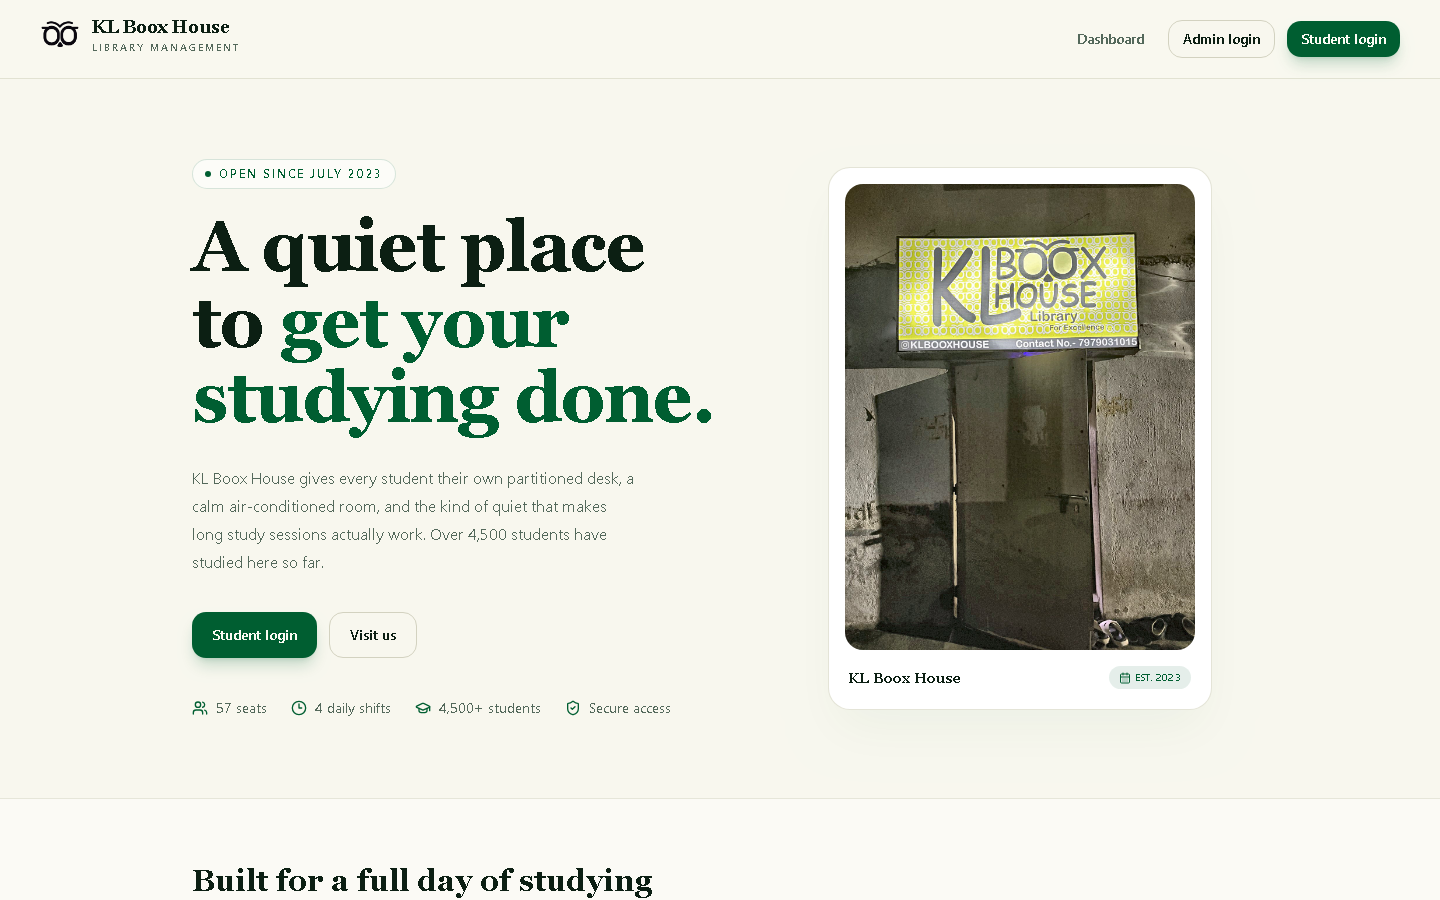 KL Boox House
LIBRARY MANAGEMENT
Dashboard
Admin login
Student login
OPEN SINCE JULY 2023
A quiet place
to get your
studying done.
KL Boox House gives every student their own partitioned desk, a
calm air-conditioned room, and the kind of quiet that makes
long study sessions actually work. Over 4,500 students have
studied here so far.
Student login
Visit us
57 seats
4 daily shifts
4,500+ students
Secure access
KL BOOX
HOUSE
Library
For Excellence ...
@KLBOOXHOUSE Contact No.- 7979031015
KL Boox House
EST. 2023
Built for a full day of studying